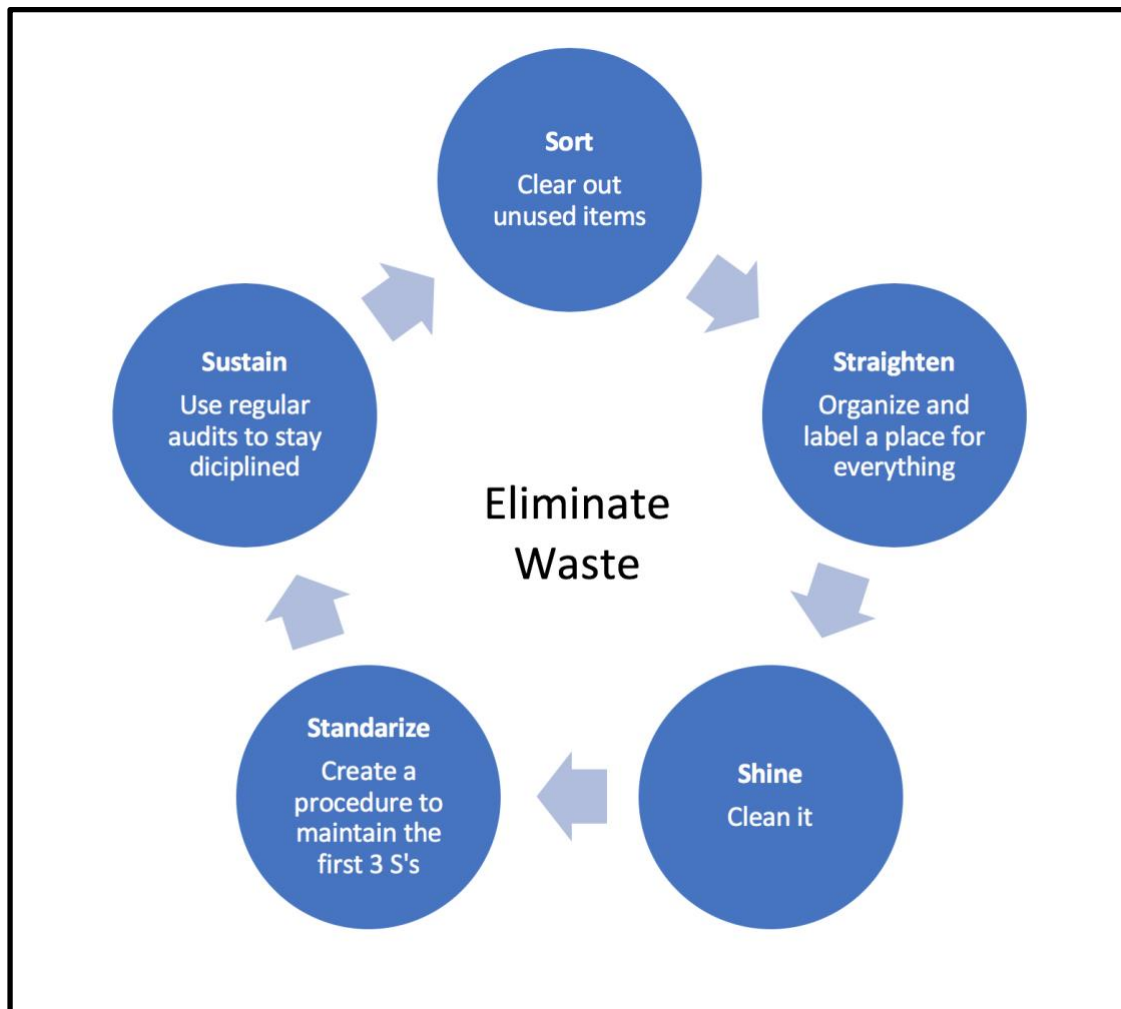 Sort
Clear out
unused items
Straighten
Organize and
label a place for
everything
Shine
Clean it
Standarize
Create a
procedure to
maintain the
first 3 S's
Sustain
Use regular
audits to stay
diciplined
Eliminate
Waste